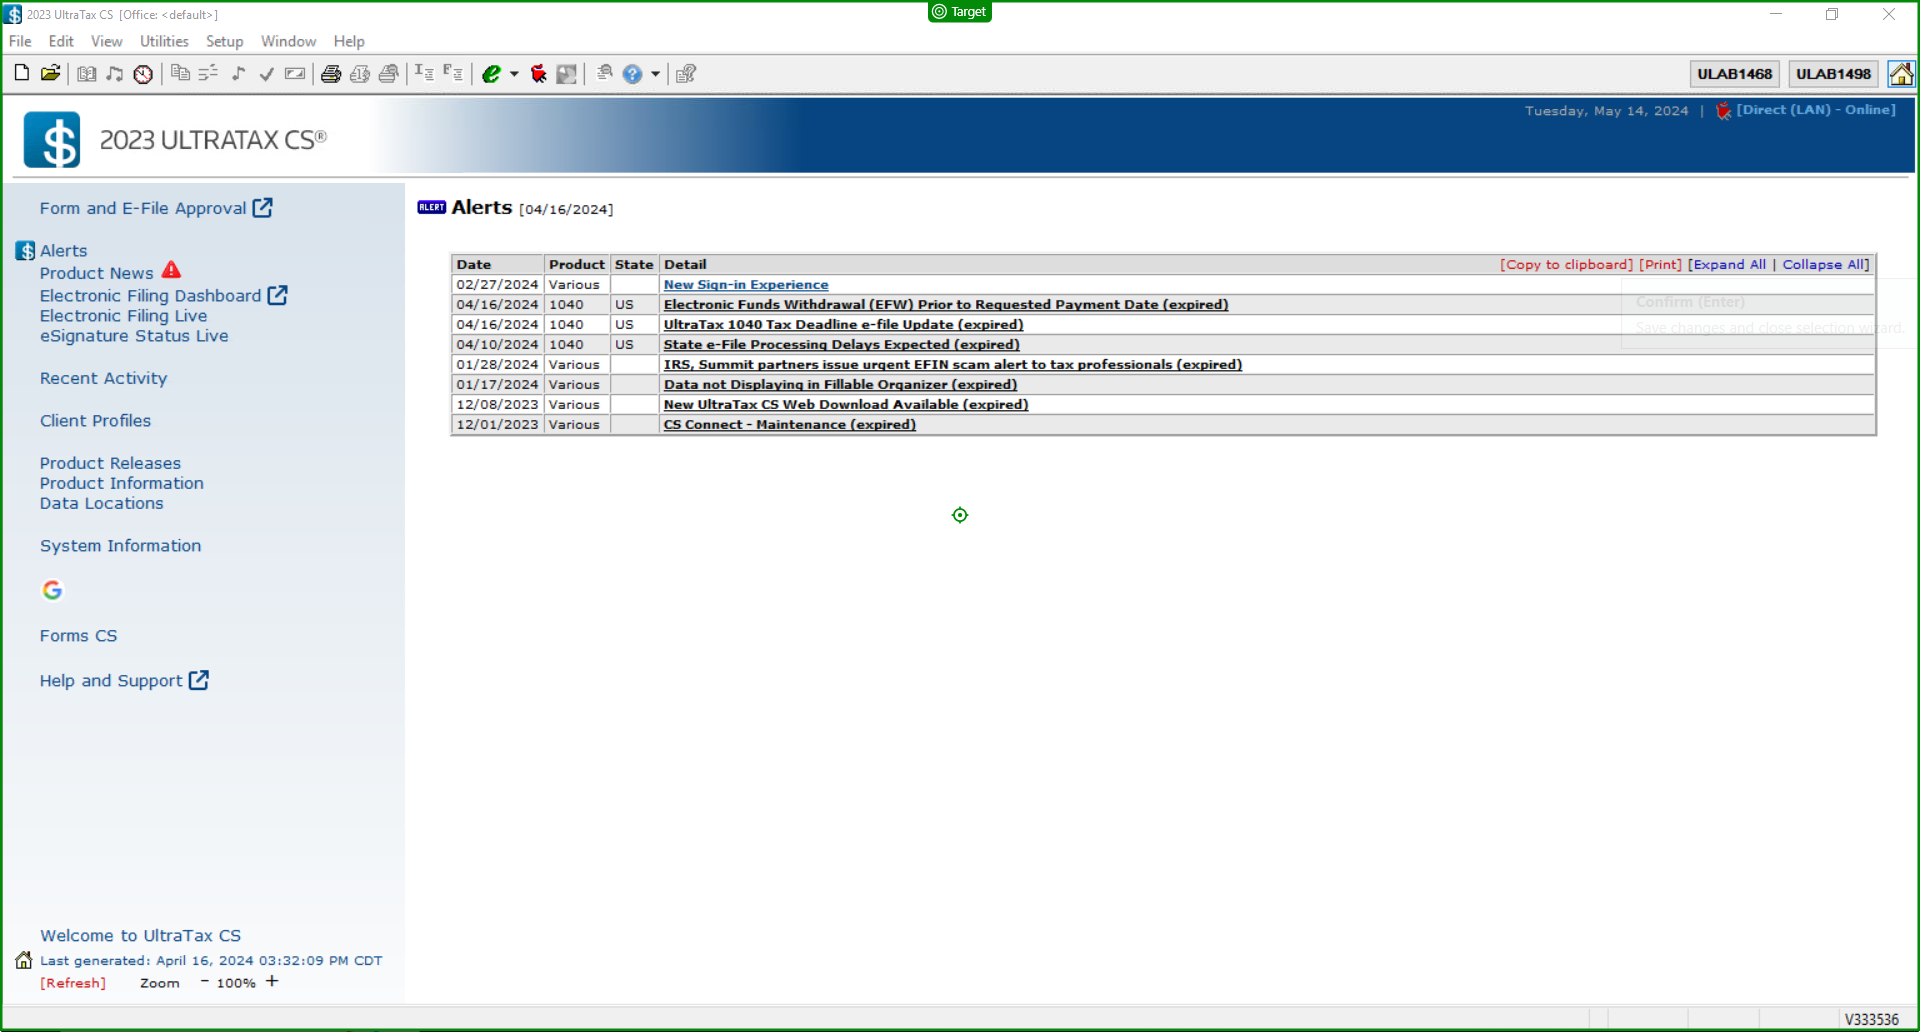 2023 UltraTax CS [Office: <default>]
Target
File Edit View Utilities Setup Window Help
ULAB1468 ULAB1498
Tuesday, May 14, 2024 | [Direct (LAN) - Online]
2023 ULTRATAX CS®
Form and E-File Approval
Alerts
Product News
Electronic Filing Dashboard
Electronic Filing Live
eSignature Status Live
Recent Activity
Client Profiles
Product Releases
Product Information
Data Locations
System Information
Forms CS
Help and Support
Welcome to UltraTax CS
Last generated: April 16, 2024 03:32:09 PM CDT
[Refresh] Zoom - 100% +
ALERT Alerts [04/16/2024]
Date Product State Detail [Copy to clipboard] [Print] [Expand All | Collapse All]
02/27/2024 Various New Sign-in Experience
04/16/2024 1040 US Electronic Funds Withdrawal (EFW) Prior to Requested Payment Date (expired)
04/16/2024 1040 US UltraTax 1040 Tax Deadline e-file Update (expired)
04/10/2024 1040 US State e-File Processing Delays Expected (expired)
01/28/2024 Various IRS, Summit partners issue urgent EFIN scam alert to tax professionals (expired)
01/17/2024 Various Data not Displaying in Fillable Organizer (expired)
12/08/2023 Various New UltraTax CS Web Download Available (expired)
12/01/2023 Various CS Connect - Maintenance (expired)
Confirm (Enter)
Save changes and close selection wizard.
V333536